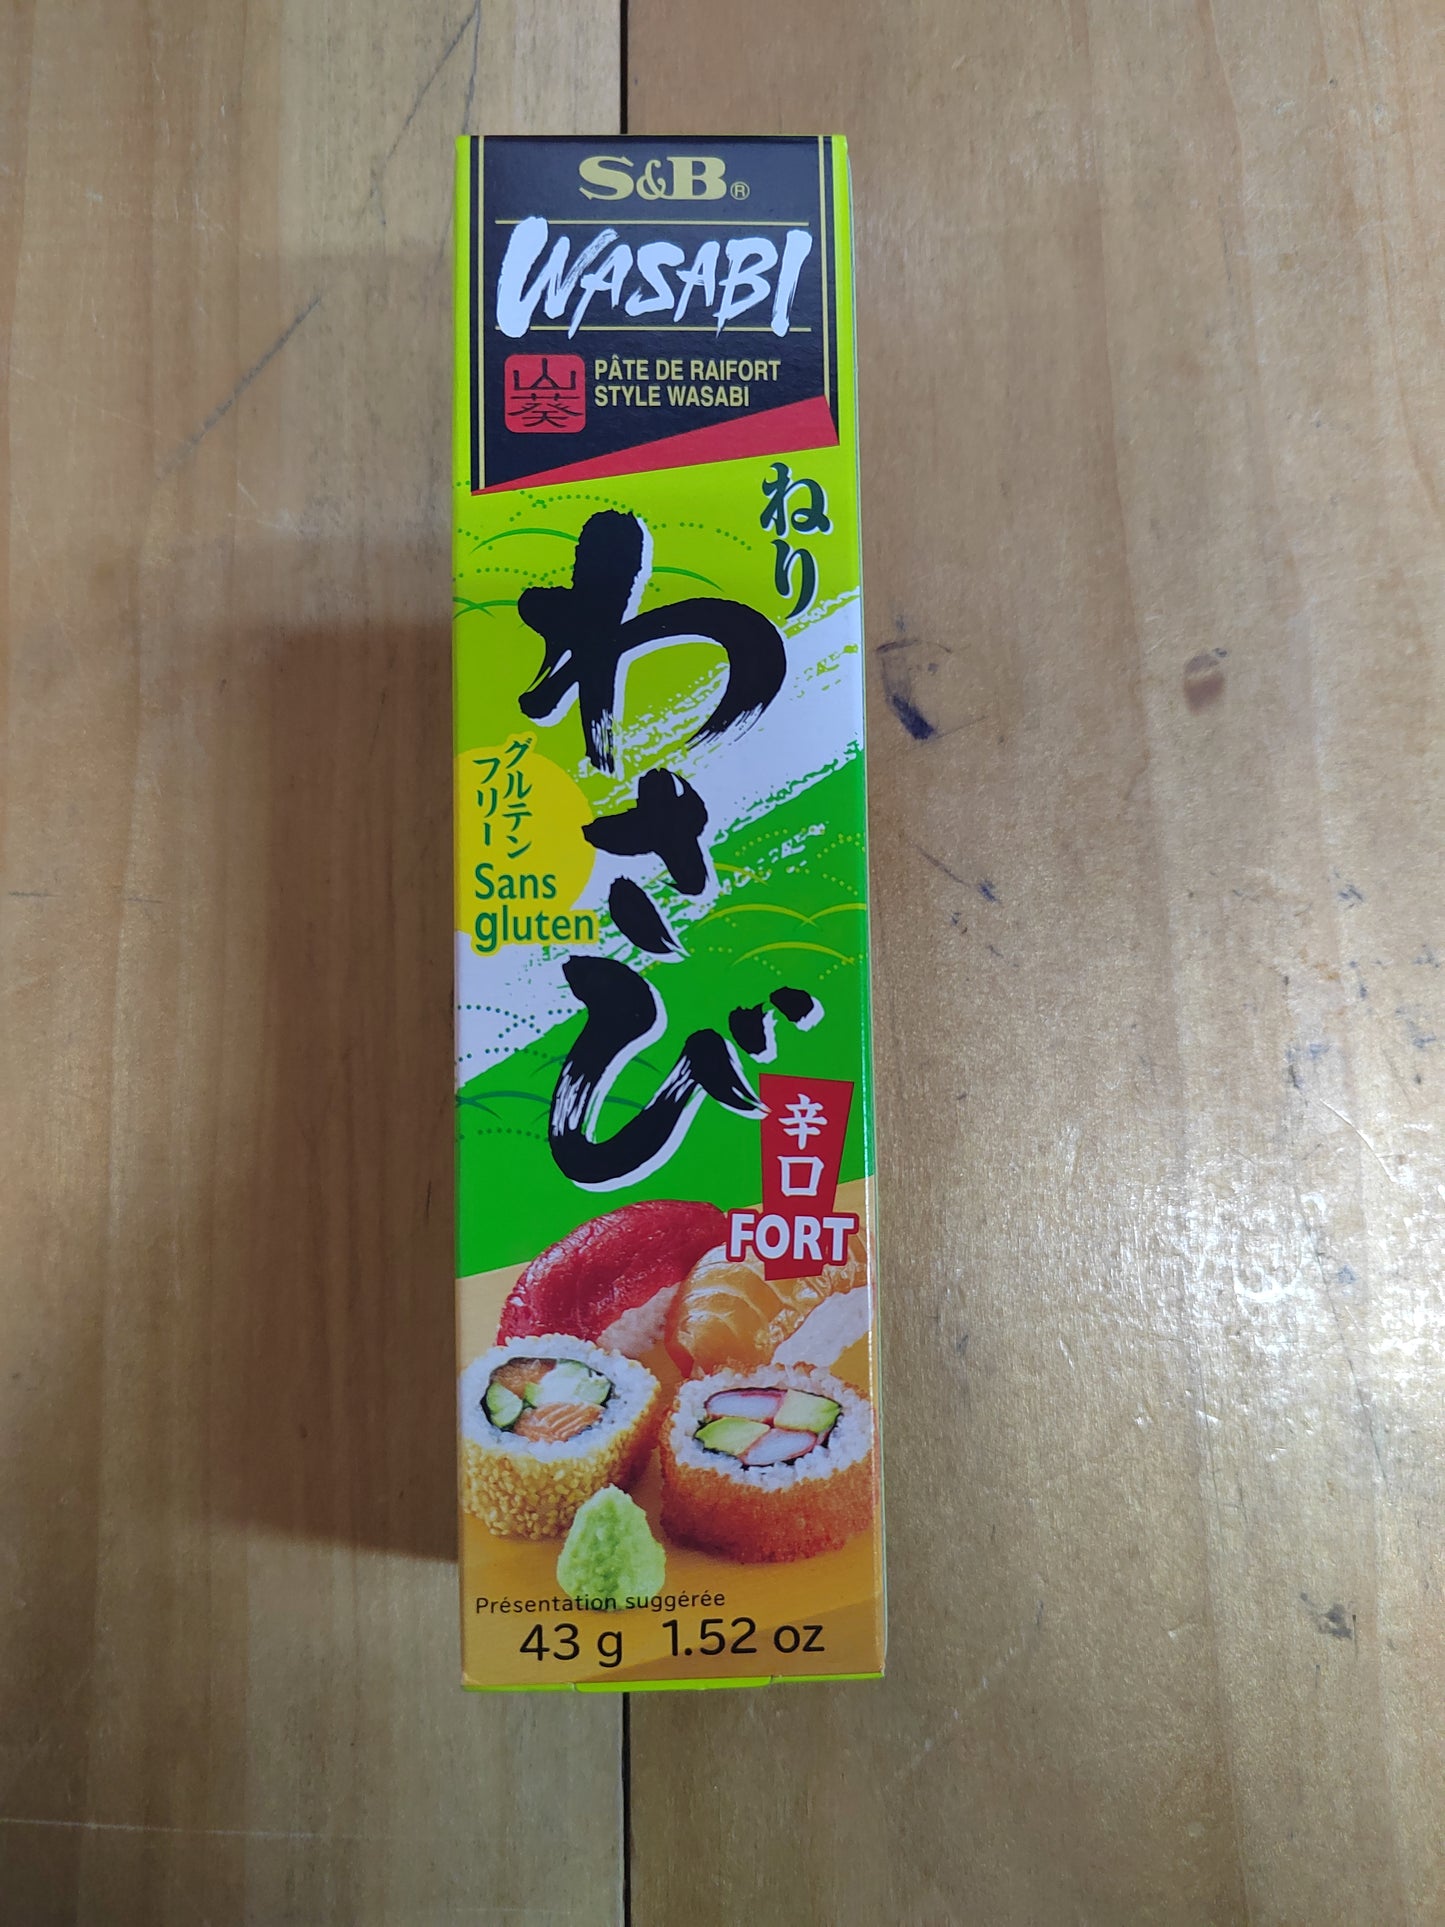 S&B®
WASABI
山葵
PÂTE DE RAIFORT
STYLE WASABI
ねり
わさび
グルテン
フリー
Sans
gluten
辛口
FORT
Présentation suggérée
43 g 1.52 oz